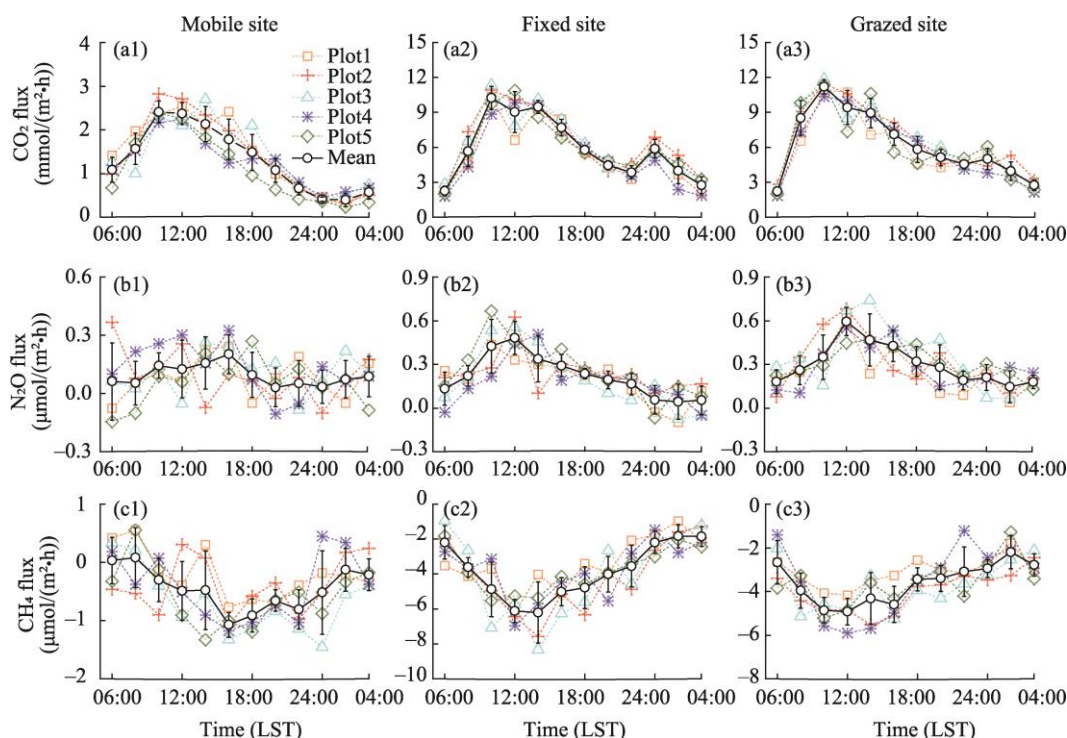 Mobile site
Fixed site
Grazed site
CO₂ flux
(mmol/(m²•h))
(a1)
4
3
2
1
0
Plot1
Plot2
Plot3
Plot4
Plot5
Mean
06:00 12:00 18:00 24:00 04:00
(a2)
15
12
9
6
3
0
06:00 12:00 18:00 24:00 04:00
(a3)
15
12
9
6
3
0
06:00 12:00 18:00 24:00 04:00
N₂O flux
(μmol/(m²•h))
(b1)
0.6
0.3
0.0
–0.3
06:00 12:00 18:00 24:00 04:00
(b2)
0.9
0.6
0.3
0.0
–0.3
06:00 12:00 18:00 24:00 04:00
(b3)
0.9
0.6
0.3
0.0
–0.3
06:00 12:00 18:00 24:00 04:00
CH₄ flux
(μmol/(m²•h))
(c1)
1
0
–1
–2
06:00 12:00 18:00 24:00 04:00
Time (LST)
(c2)
0
–2
–4
–6
–8
–10
06:00 12:00 18:00 24:00 04:00
Time (LST)
(c3)
0
–2
–4
–6
–8
06:00 12:00 18:00 24:00 04:00
Time (LST)